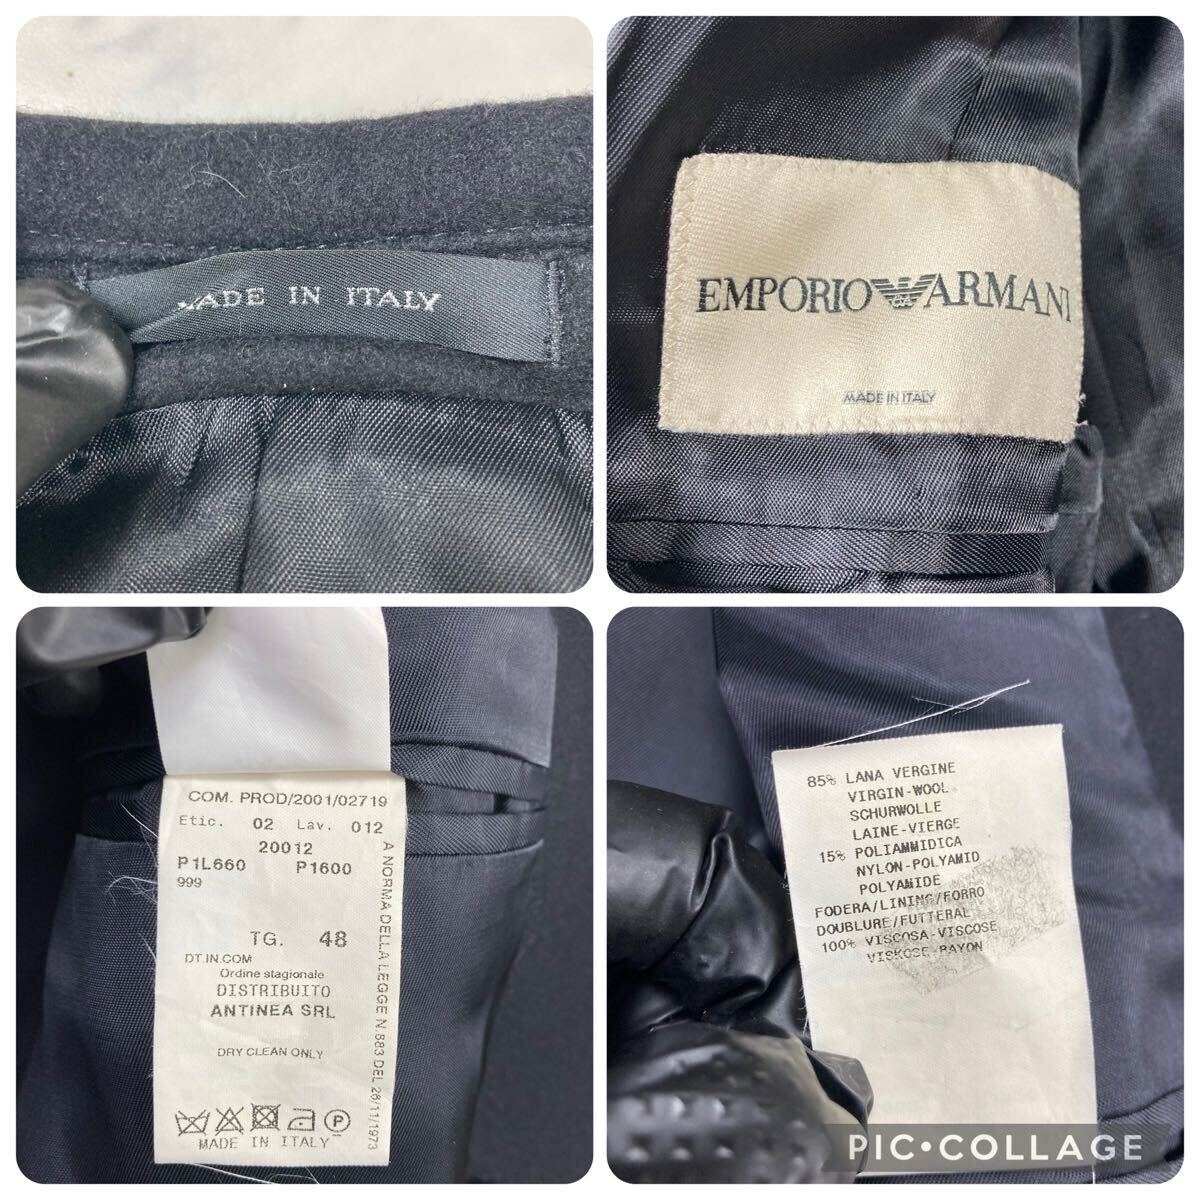 MADE IN ITALY
EMPORIO ARMANI
MADE IN ITALY
COM. PROD/2001/02719
Etic. 02 Lav. 012
20012
P1L660 P1600
999
TG. 48
DT.IN.COM
Ordine stagionale
DISTRIBUITO
ANTINEA SRL
DRY CLEAN ONLY
P
MADE IN ITALY
A NORMA DELLA LEGGE N.883 DEL 26/11/1973
85% LANA VERGINE
VIRGIN-WOOL
SCHURWOLLE
LAINE-VIERGE
15% POLIAMMIDICA
NYLON-POLYAMID
POLYAMIDE
FODERA/LINING/FORRO
DOUBLURE/FUTTERAL
100% VISCOSA-VISCOSE
VISKOSE-RAYON
PIC•COLLAGE